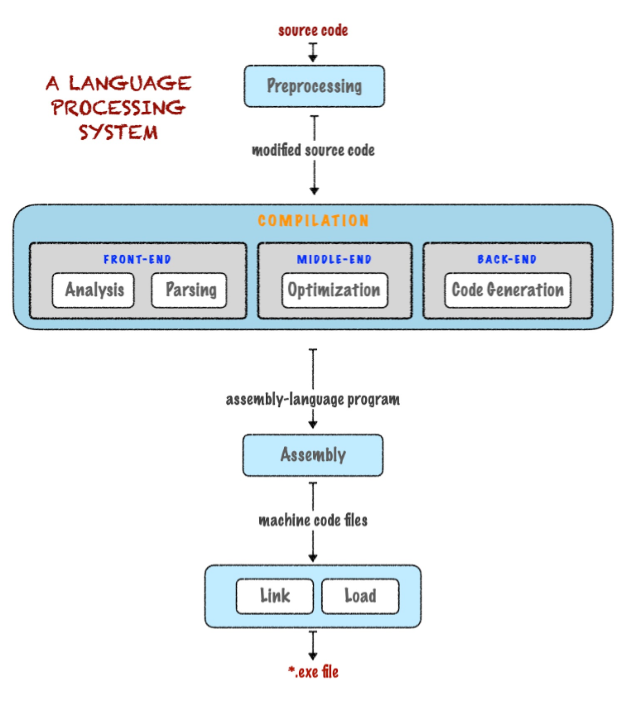 source code
A LANGUAGE
PROCESSING
SYSTEM
Preprocessing
modified source code
COMPILATION
FRONT-END
Analysis
Parsing
MIDDLE-END
Optimization
BACK-END
Code Generation
assembly-language program
Assembly
machine code files
Link
Load
*.exe file